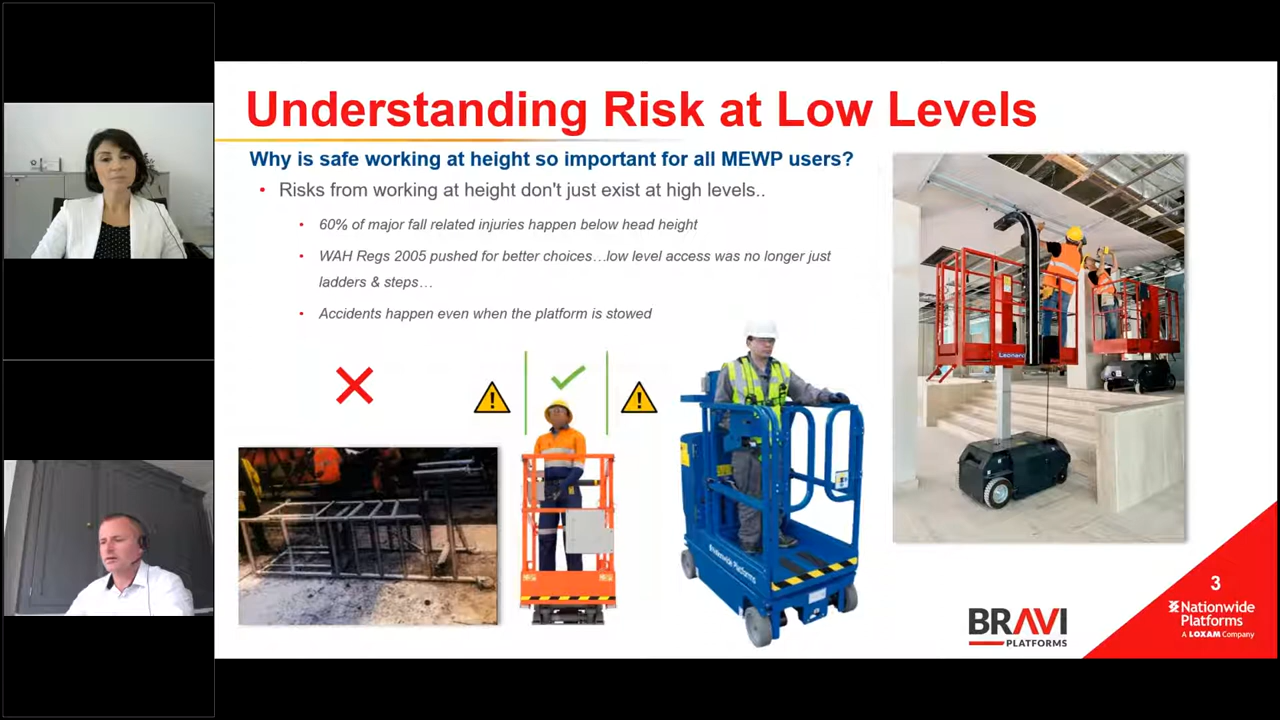 Understanding Risk at Low Levels
Why is safe working at height so important for all MEWP users?
• Risks from working at height don't just exist at high levels..
• 60% of major fall related injuries happen below head height
• WAH Regs 2005 pushed for better choices…low level access was no longer just
ladders & steps…
• Accidents happen even when the platform is stowed
Leonardo
Nationwide Platforms
BRAVI
PLATFORMS
3
Nationwide
Platforms
A LOXAM Company